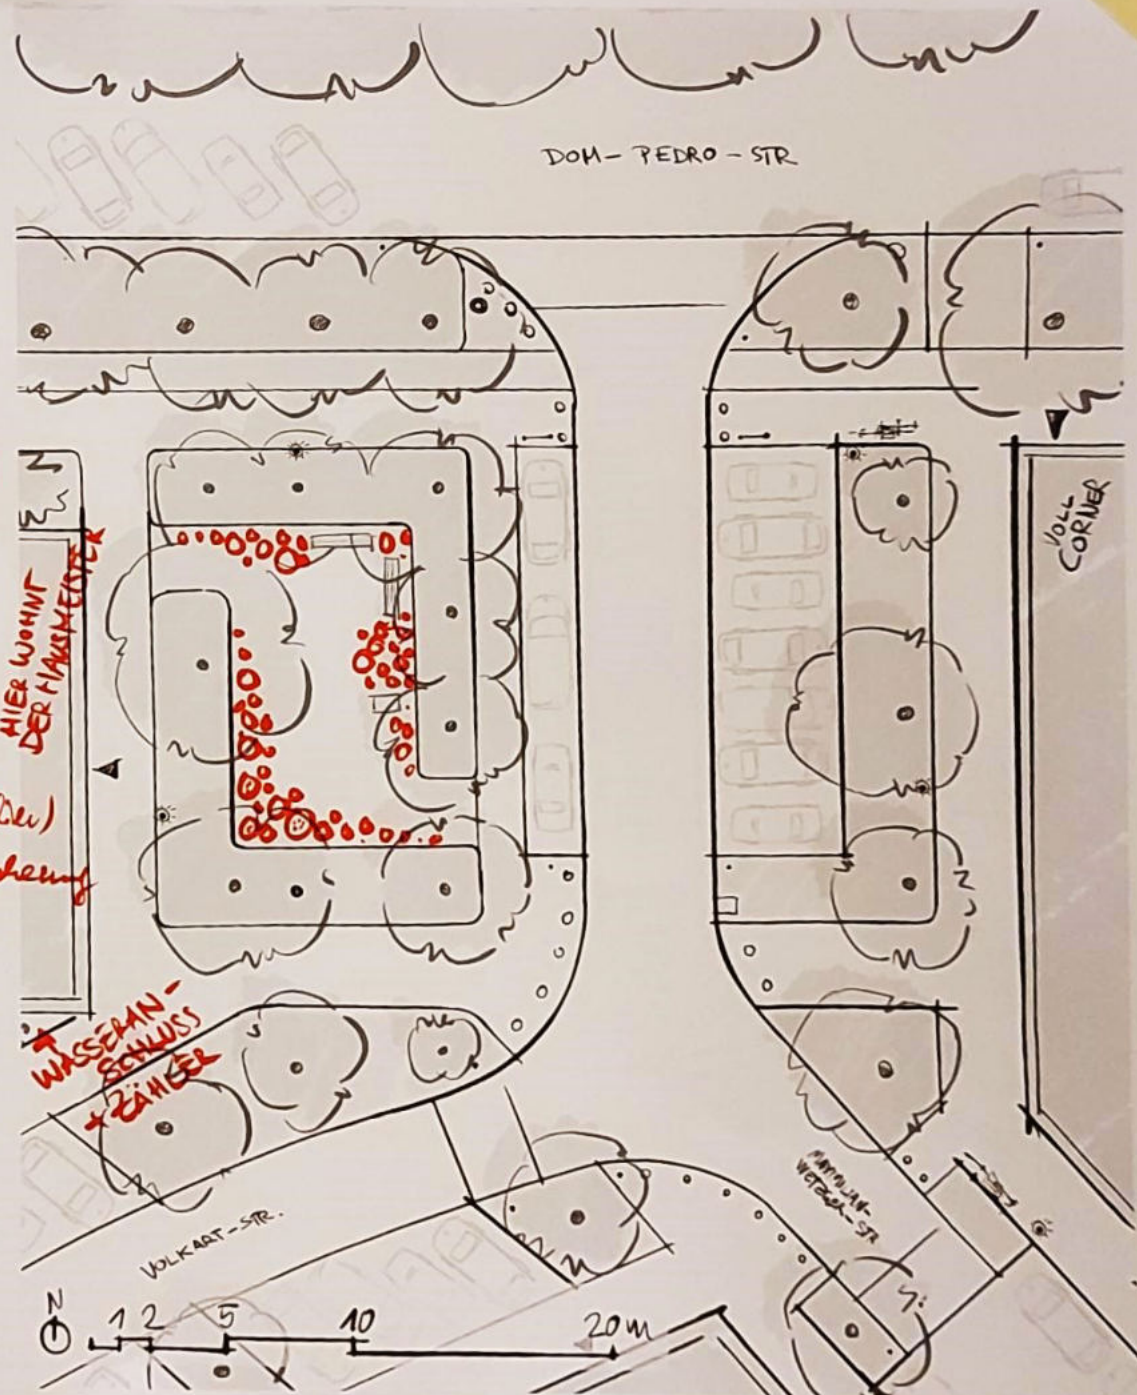 DOM-PEDRO-STR
VOLL
CORNER
HIER WOHNT
DER HAUSMEISTER
WASSERAN-
SCHLUSS
+ ZÄHLER
MAXIMILIAN-
WETZGER-STR
VOLKART-STR.
N
1 2 5 10 20 m